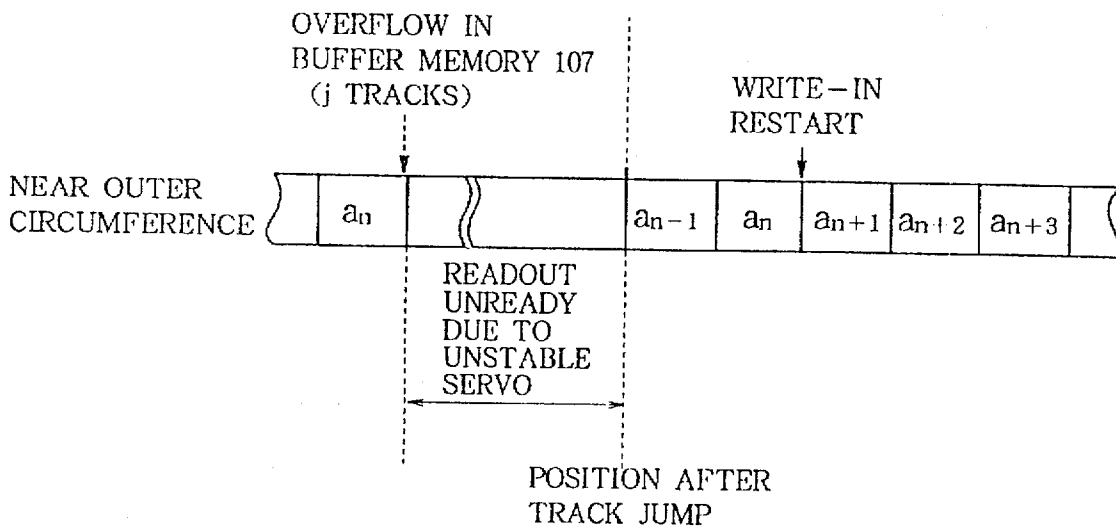 OVERFLOW IN
BUFFER MEMORY 107
(j TRACKS)
WRITE-IN
RESTART
NEAR OUTER
CIRCUMFERENCE
an an-1 an an+1 an+2 an+3
READOUT
UNREADY
DUE TO
UNSTABLE
SERVO
POSITION AFTER
TRACK JUMP